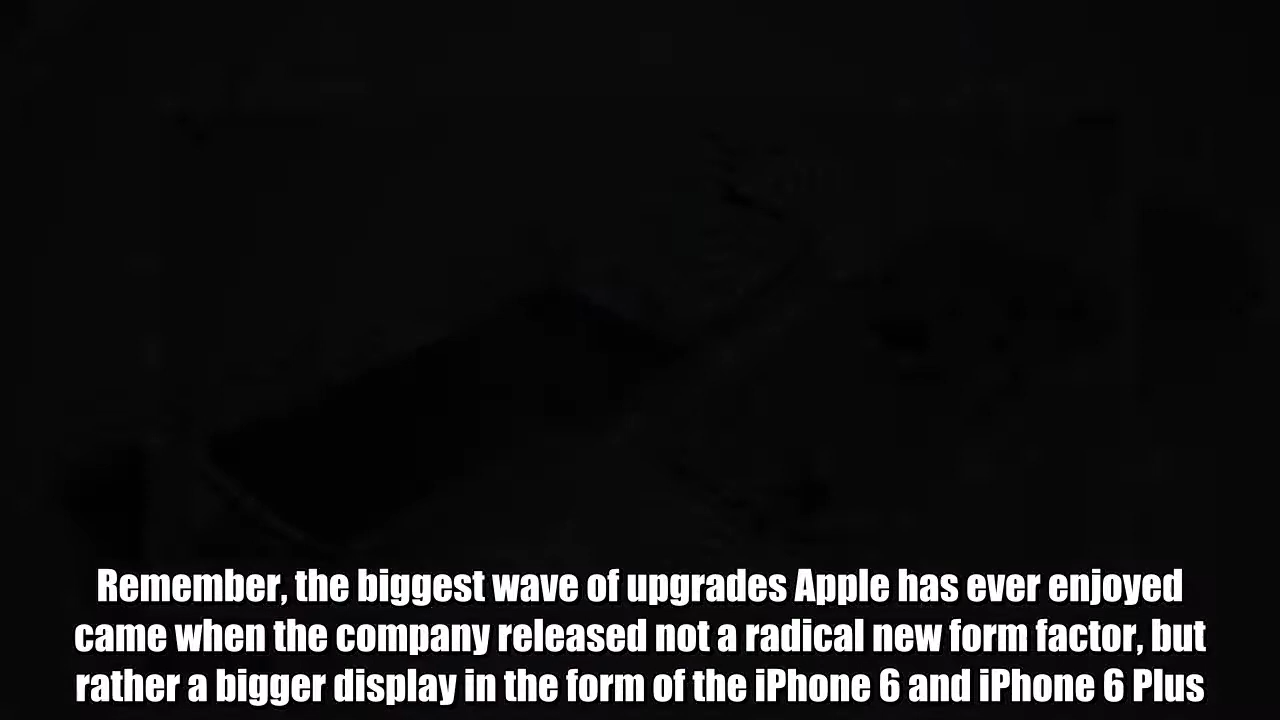 Remember, the biggest wave of upgrades Apple has ever enjoyed
came when the company released not a radical new form factor, but
rather a bigger display in the form of the iPhone 6 and iPhone 6 Plus